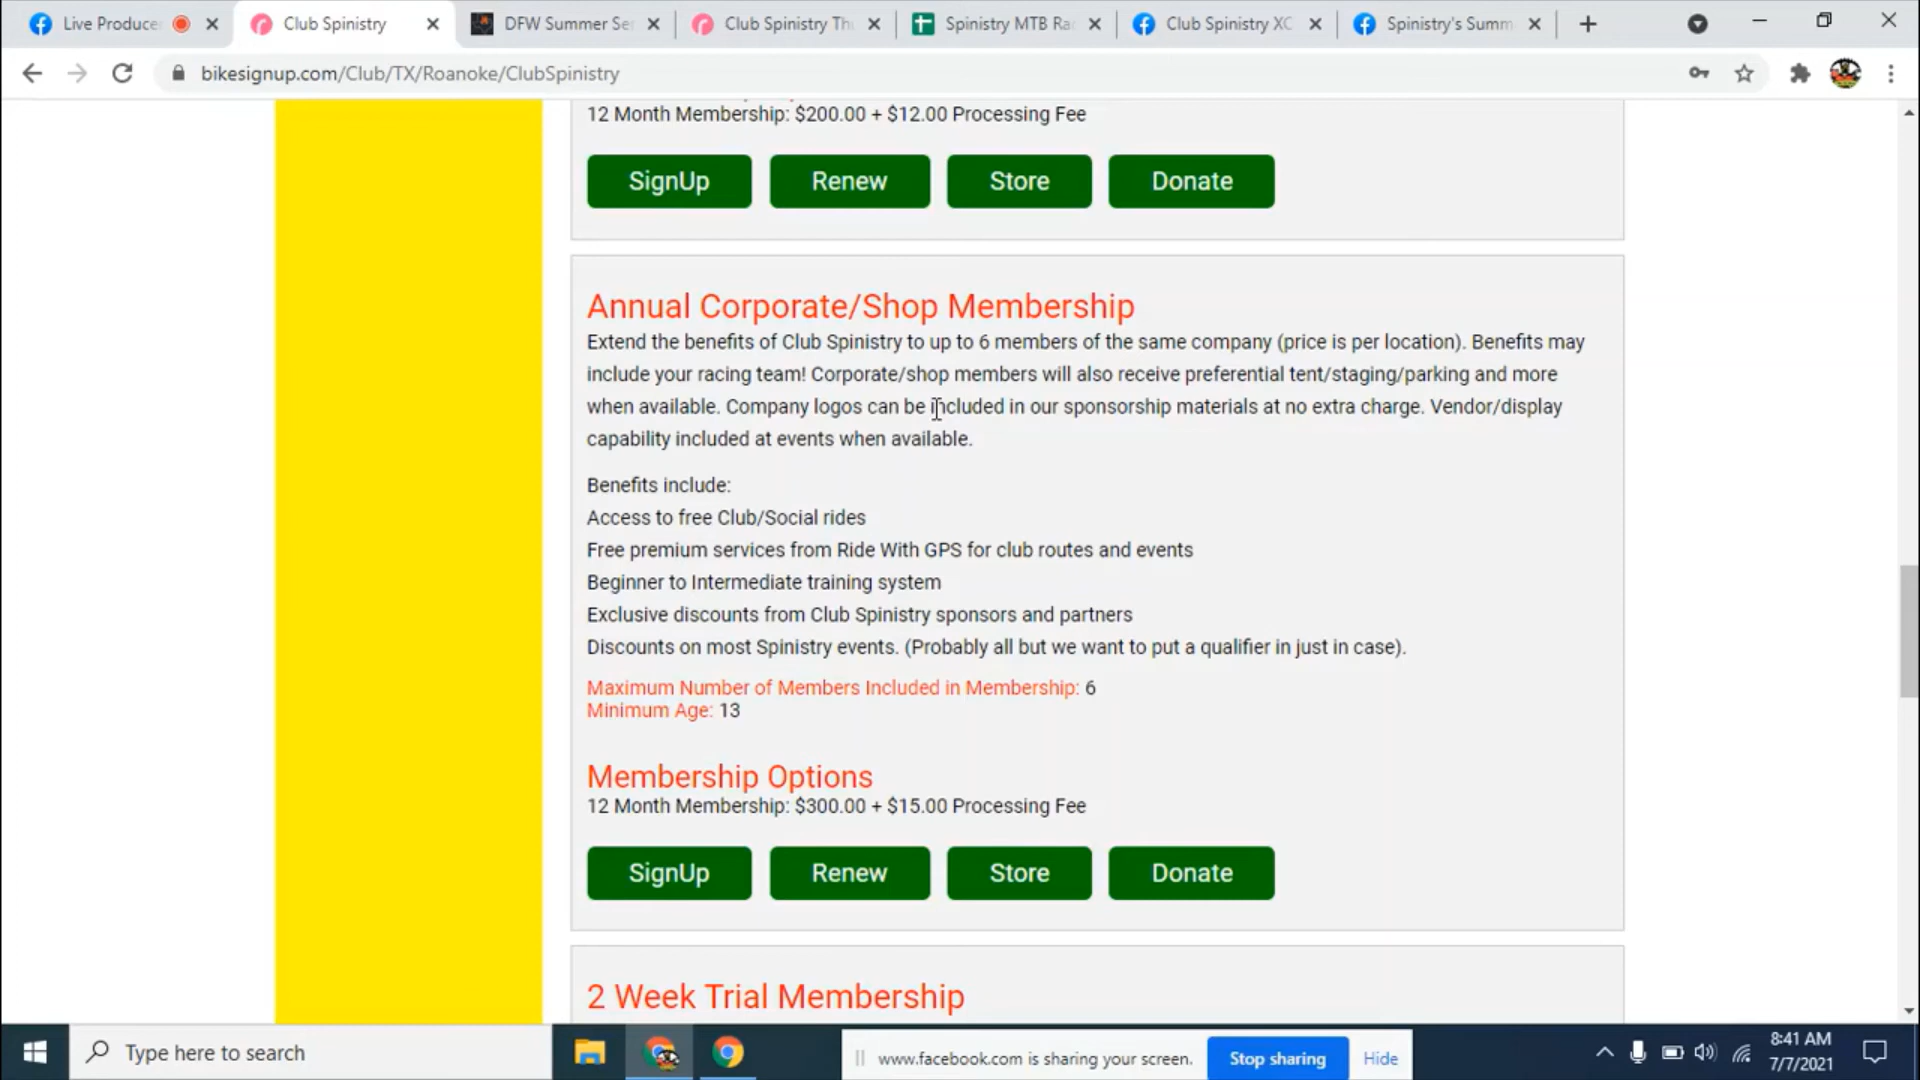 Live Produce
Club Spinistry
DFW Summer Se
Club Spinistry Th
Spinistry MTB Ra
Club Spinistry XC
Spinistry's Summ
bikesignup.com/Club/TX/Roanoke/ClubSpinistry
12 Month Membership: $200.00 + $12.00 Processing Fee
SignUp Renew Store Donate
Annual Corporate/Shop Membership
Extend the benefits of Club Spinistry to up to 6 members of the same company (price is per location). Benefits may
include your racing team! Corporate/shop members will also receive preferential tent/staging/parking and more
when available. Company logos can be included in our sponsorship materials at no extra charge. Vendor/display
capability included at events when available.
Benefits include:
Access to free Club/Social rides
Free premium services from Ride With GPS for club routes and events
Beginner to Intermediate training system
Exclusive discounts from Club Spinistry sponsors and partners
Discounts on most Spinistry events. (Probably all but we want to put a qualifier in just in case).
Maximum Number of Members Included in Membership: 6
Minimum Age: 13
Membership Options
12 Month Membership: $300.00 + $15.00 Processing Fee
SignUp Renew Store Donate
2 Week Trial Membership
Type here to search
www.facebook.com is sharing your screen.
Stop sharing
Hide
8:41 AM
7/7/2021